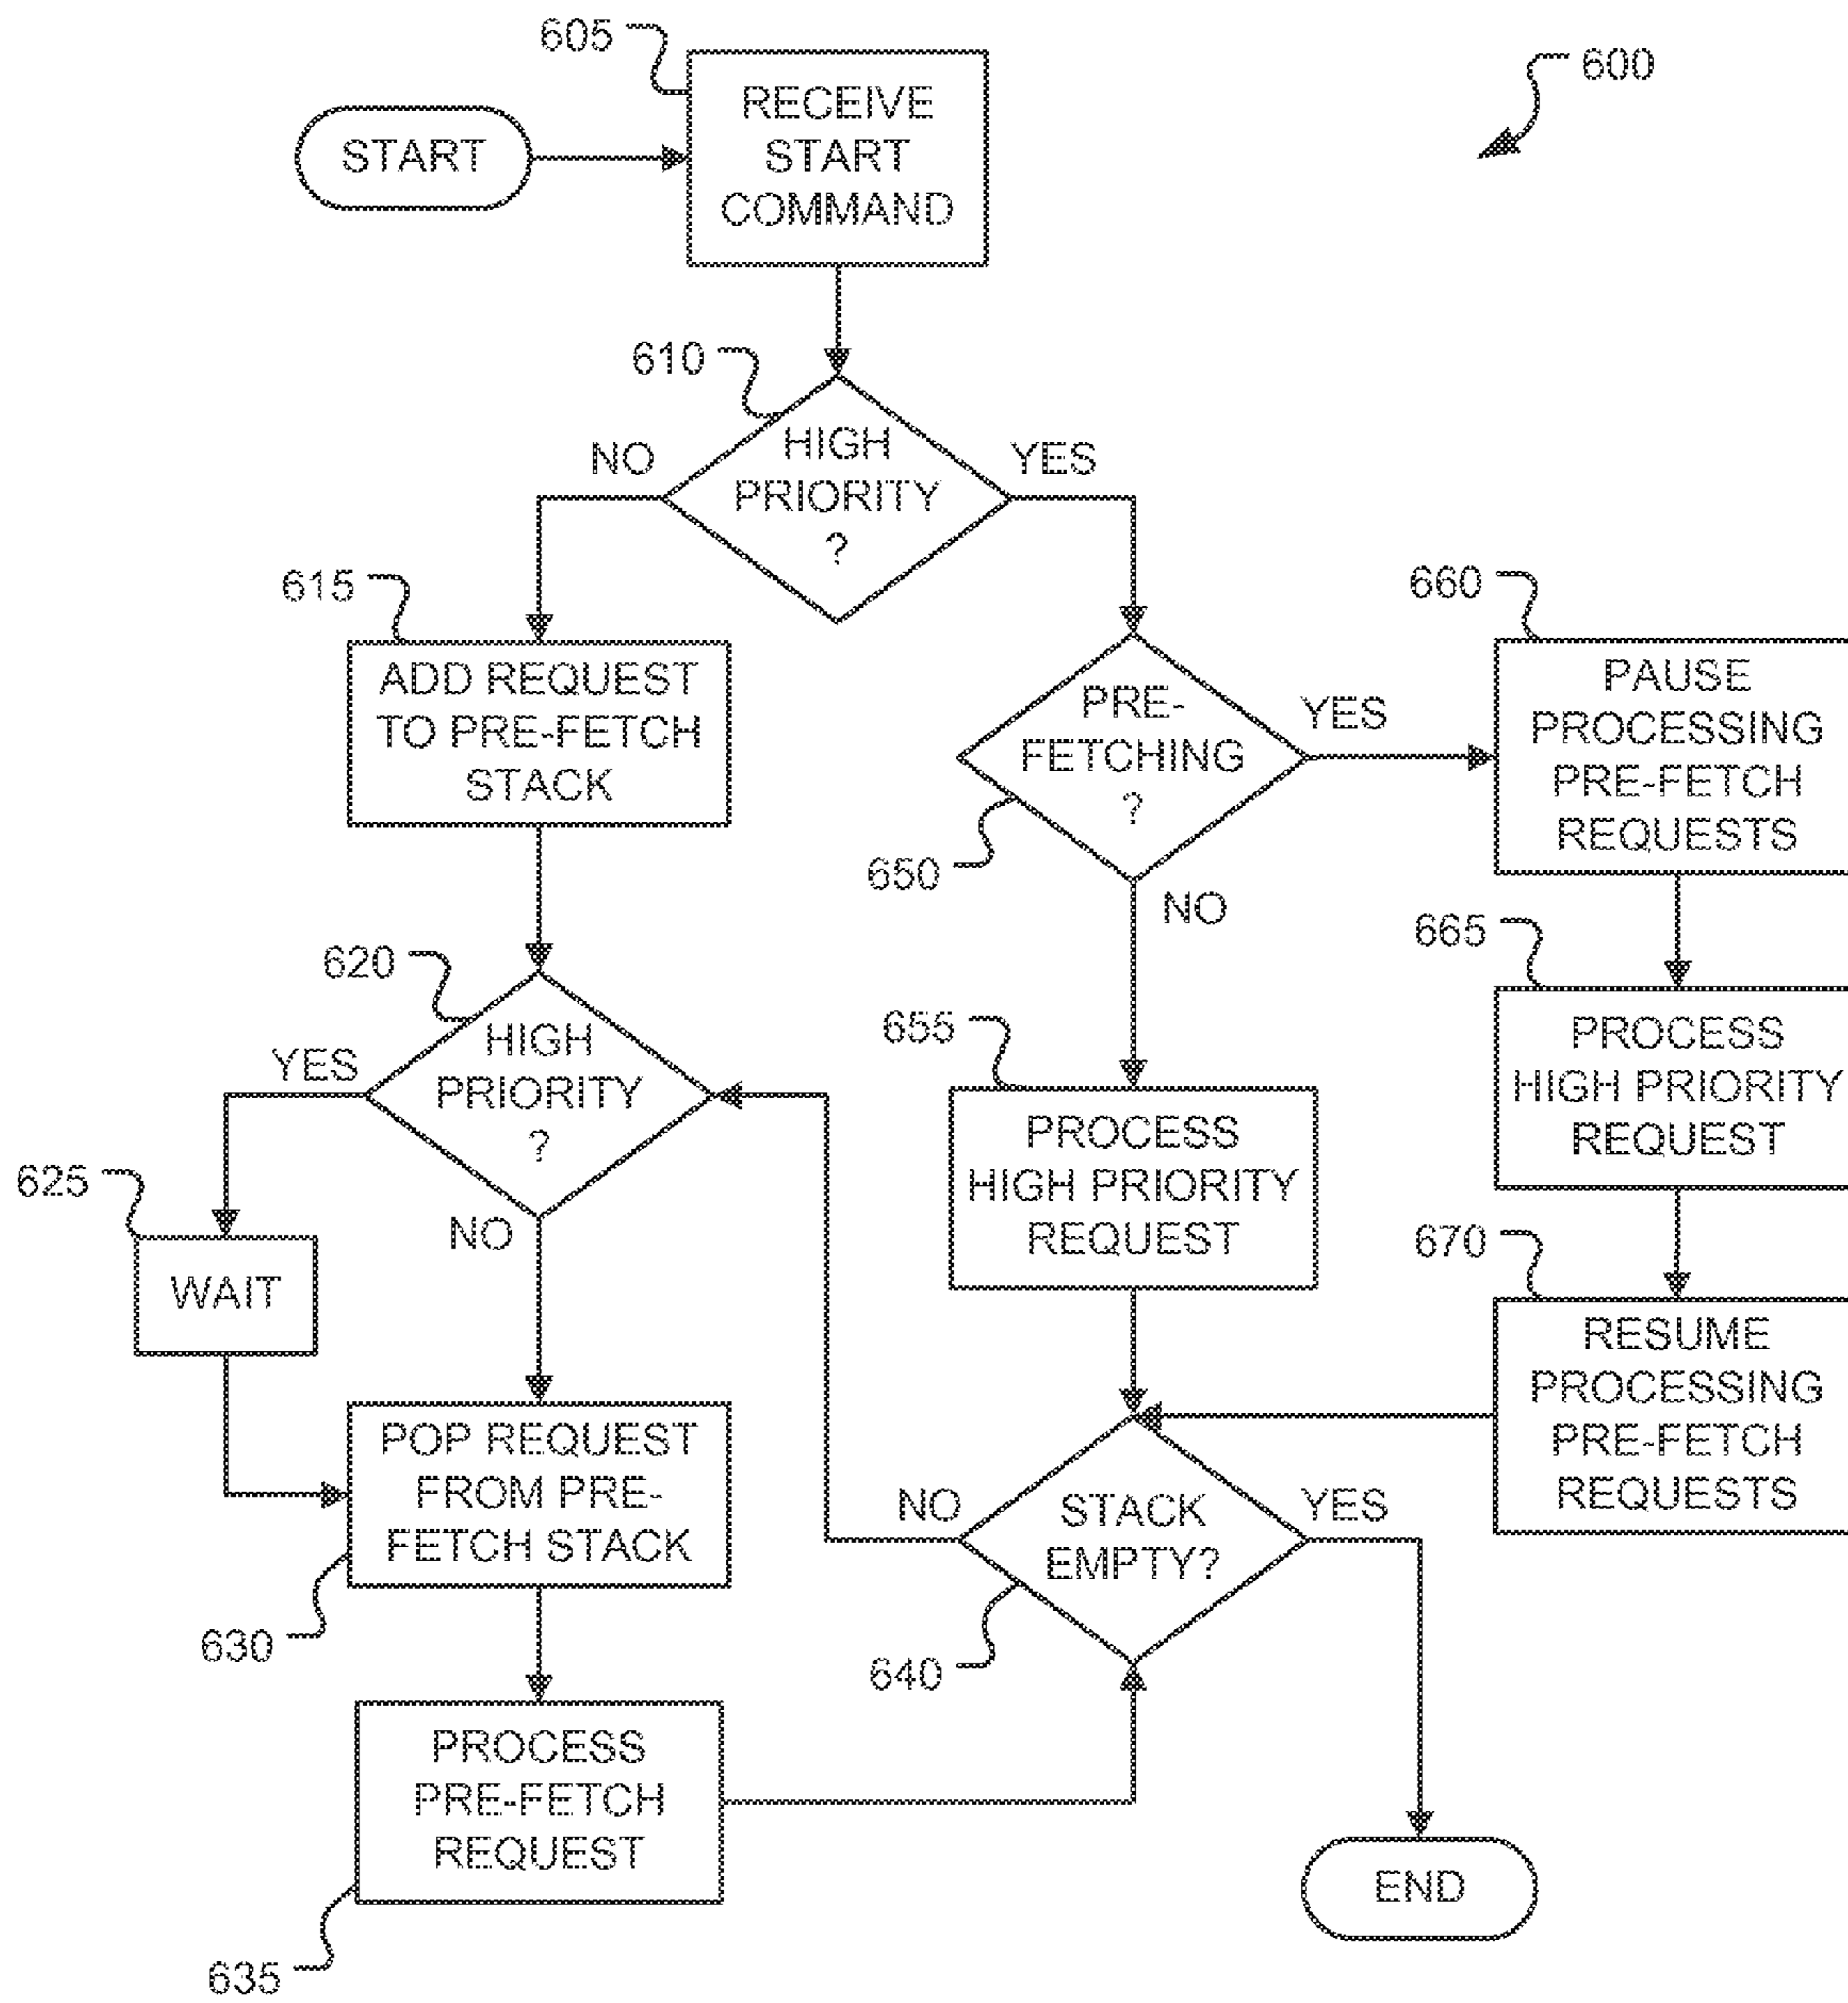 605
600
START
RECEIVE
START
COMMAND
610
NO
HIGH
PRIORITY
?
YES
615
ADD REQUEST
TO PRE-FETCH
STACK
PRE-
FETCHING
?
YES
650
NO
660
PAUSE
PROCESSING
PRE-FETCH
REQUESTS
620
YES
HIGH
PRIORITY
?
NO
655
PROCESS
HIGH PRIORITY
REQUEST
665
PROCESS
HIGH PRIORITY
REQUEST
625
WAIT
670
RESUME
PROCESSING
PRE-FETCH
REQUESTS
POP REQUEST
FROM PRE-
FETCH STACK
630
NO
STACK
EMPTY?
YES
640
PROCESS
PRE-FETCH
REQUEST
635
END